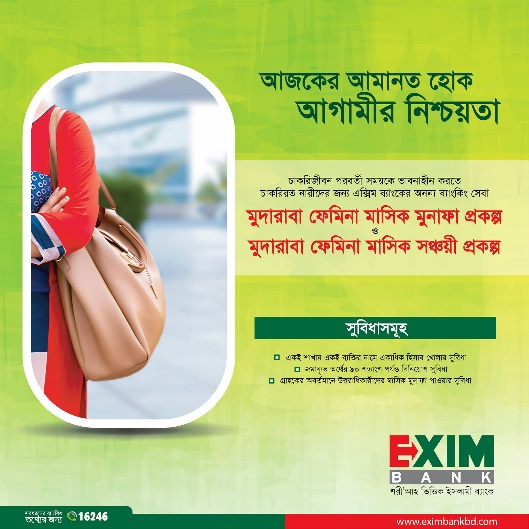 আজকের আমানত হোক
আগামীর নিশ্চয়তা
চাকরিজীবন পরবর্তী সময়কে ভাবনাহীন করতে
চাকরিরত নারীদের জন্য এক্সিম ব্যাংকের অনন্য ব্যাংকিং সেবা
মুদারাবা ফেমিনা মাসিক মুনাফা প্রকল্প
ও
মুদারাবা ফেমিনা মাসিক সঞ্চয়ী প্রকল্প
সুবিধাসমূহ
একই শাখায় একই ব্যক্তির নামে একাধিক হিসাব খোলার সুবিধা
জমাকৃত অর্থের ৯০ শতাংশ পর্যন্ত বিনিয়োগ সুবিধা
গ্রাহকের অবর্তমানে উত্তরাধিকারীদের মাসিক মুনাফা পাওয়ার সুবিধা
EXIM
BANK
শরী‘আহ্ ভিত্তিক ইসলামী ব্যাংক
তথ্যের জন্য 16246
www.eximbankbd.com